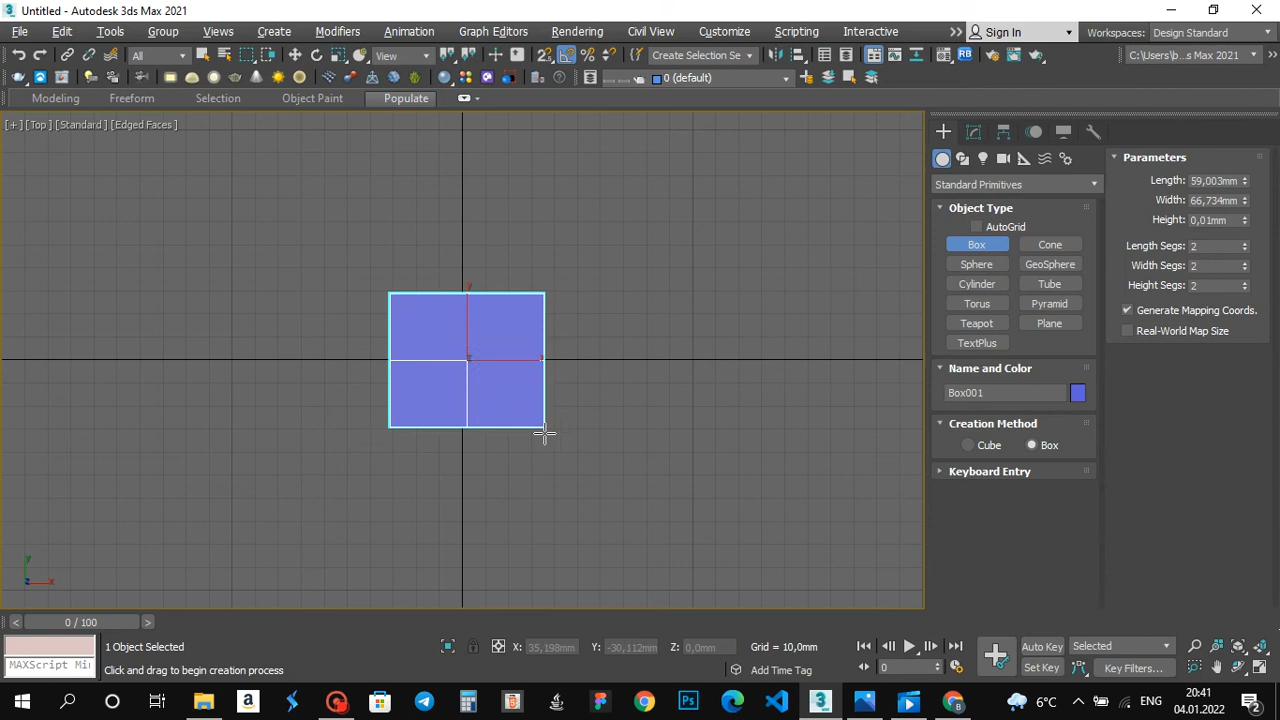 Untitled - Autodesk 3ds Max 2021
File Edit Tools Group Views Create Modifiers Animation Graph Editors Rendering Civil View Customize Scripting Interactive Sign In Workspaces: Design Standard
All View Create Selection Se C:\Users\b...s Max 2021
0 (default)
Modeling Freeform Selection Object Paint Populate
[+] [Top] [Standard] [Edged Faces]
Standard Primitives
Object Type
AutoGrid
Box Cone
Sphere GeoSphere
Cylinder Tube
Torus Pyramid
Teapot Plane
TextPlus
Name and Color
Box001
Creation Method
Cube Box
Keyboard Entry
Parameters
Length: 59,003mm
Width: 66,734mm
Height: 0,01mm
Length Segs: 2
Width Segs: 2
Height Segs: 2
Generate Mapping Coords.
Real-World Map Size
y
x
y
x
< 0 / 100 >
1 Object Selected X: 35,198mm Y: -30,112mm Z: 0,0mm Grid = 10,0mm Auto Key Selected
MAXScript Mi Click and drag to begin creation process Add Time Tag 0 Set Key Key Filters...
6°C ENG 20:41
04.01.2022 2